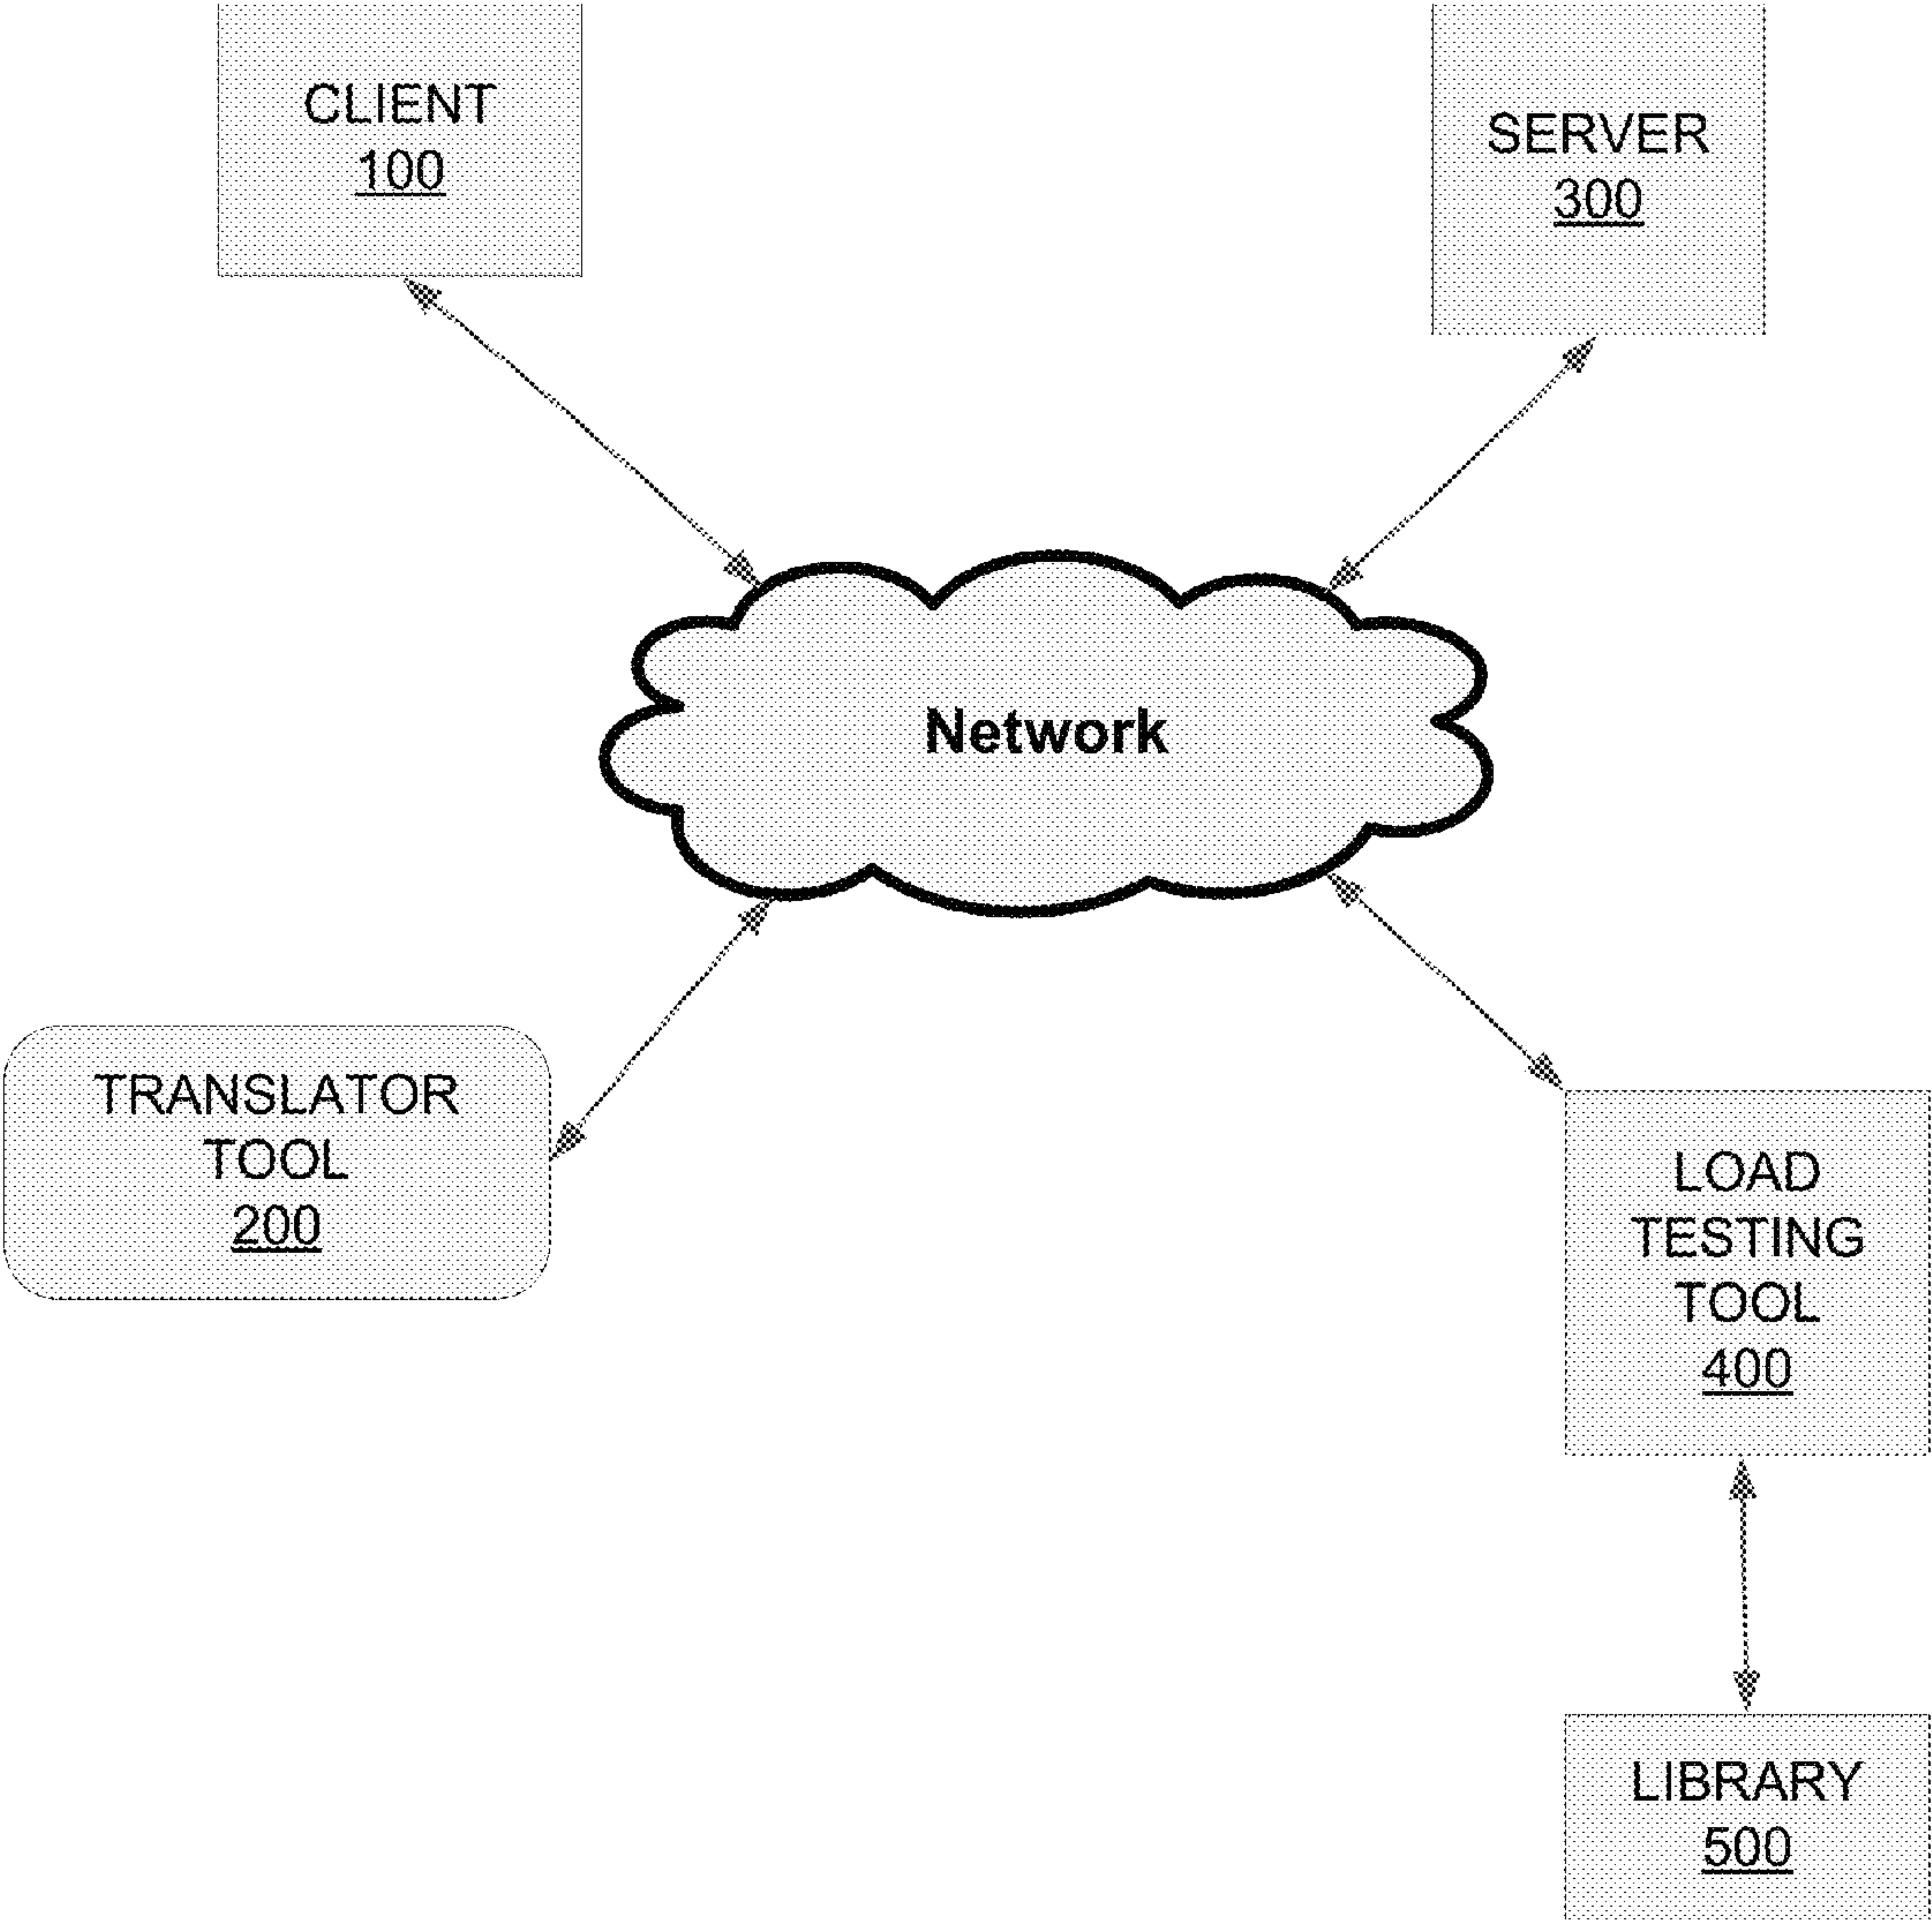 CLIENT
100
SERVER
300
Network
TRANSLATOR
TOOL
200
LOAD
TESTING
TOOL
400
LIBRARY
500